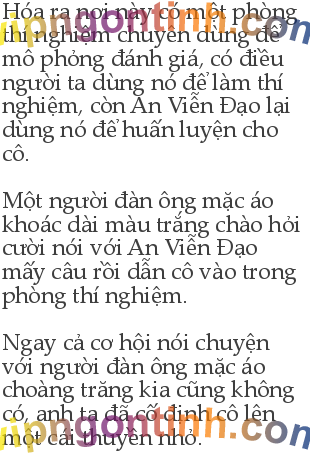 Hóa ra nơi này có một phòng
thí nghiệm chuyên dùng để
mô phỏng đánh giá, có điều
người ta dùng nó để làm thí
nghiệm, còn An Viễn Đạo lại
dùng nó để huấn luyện cho
cô.

Một người đàn ông mặc áo
khoác dài màu trắng chào hỏi
cười nói với An Viễn Đạo
mấy câu rồi dẫn cô vào trong
phòng thí nghiệm.

Ngay cả cơ hội nói chuyện
với người đàn ông mặc áo
choàng trăng kia cũng không
có, anh ta đã cố định cô lên
một cái thuyền nhỏ.
vipngontinh.com
vipngontinh.com